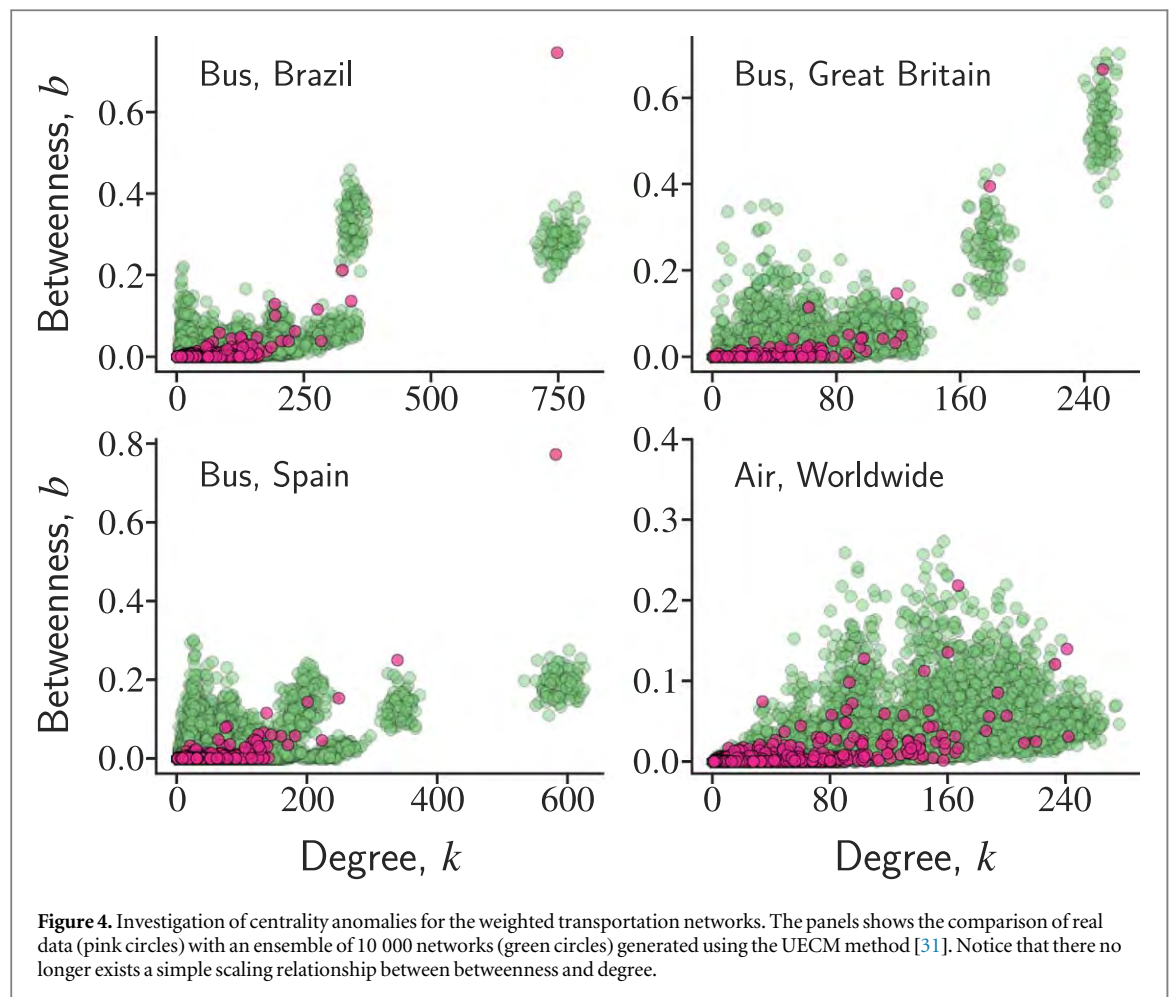 Bus, Brazil
Betweenness, b
0.6
0.4
0.2
0.0
0 250 500 750
Bus, Great Britain
0.6
0.4
0.2
0.0
0 80 160 240
Bus, Spain
Betweenness, b
0.8
0.6
0.4
0.2
0.0
0 200 400 600
Degree, k
Air, Worldwide
0.4
0.3
0.2
0.1
0.0
0 80 160 240
Degree, k
Figure 4. Investigation of centrality anomalies for the weighted transportation networks. The panels shows the comparison of real
data (pink circles) with an ensemble of 10 000 networks (green circles) generated using the UECM method [31]. Notice that there no
longer exists a simple scaling relationship between betweenness and degree.